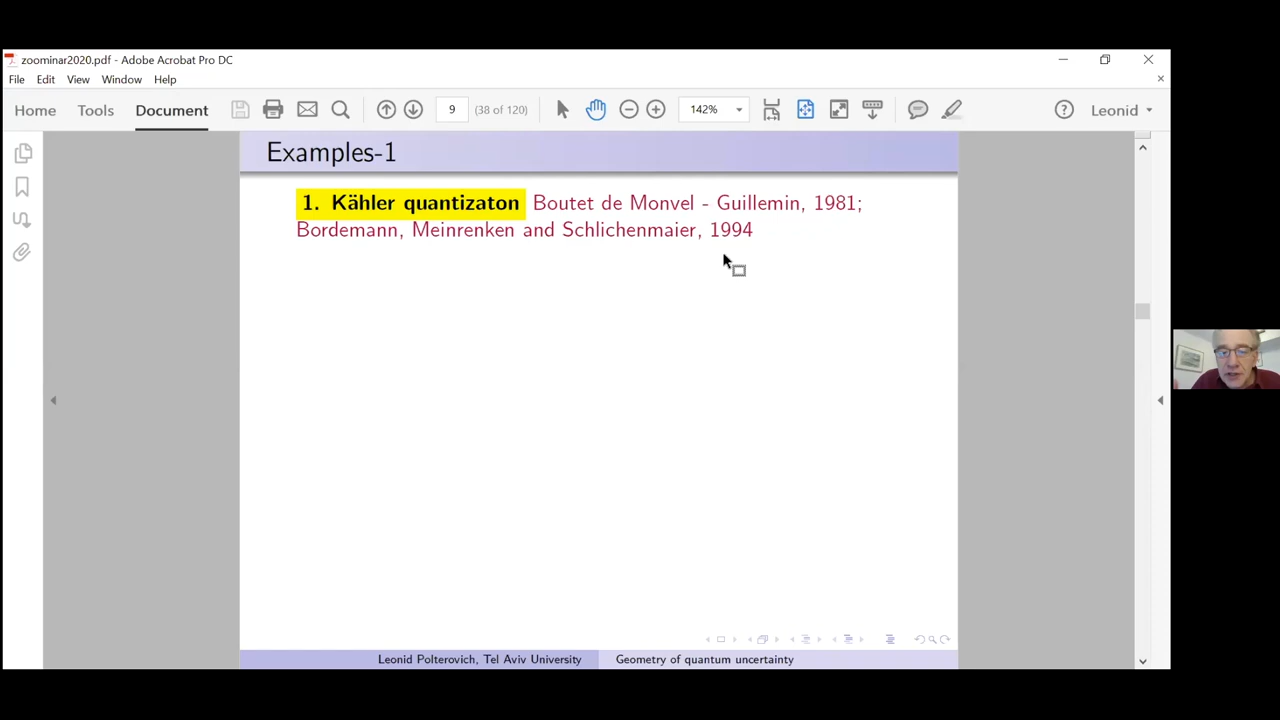 zoominar2020.pdf - Adobe Acrobat Pro DC
File Edit View Window Help
Home Tools Document 9 (38 of 120) 142% Leonid
Examples-1
1. Kähler quantizaton Boutet de Monvel - Guillemin, 1981;
Bordemann, Meinrenken and Schlichenmaier, 1994
Leonid Polterovich, Tel Aviv University Geometry of quantum uncertainty